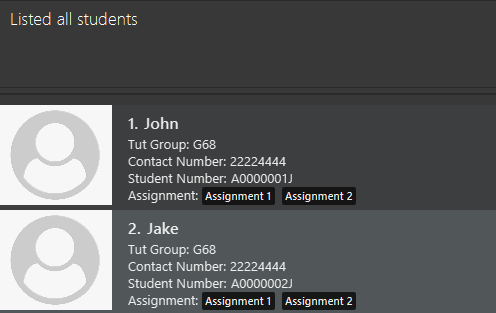 Listed all students
1. John
Tut Group: G68
Contact Number: 22224444
Student Number: A0000001J
Assignment: Assignment 1 Assignment 2
2. Jake
Tut Group: G68
Contact Number: 22224444
Student Number: A0000002J
Assignment: Assignment 1 Assignment 2